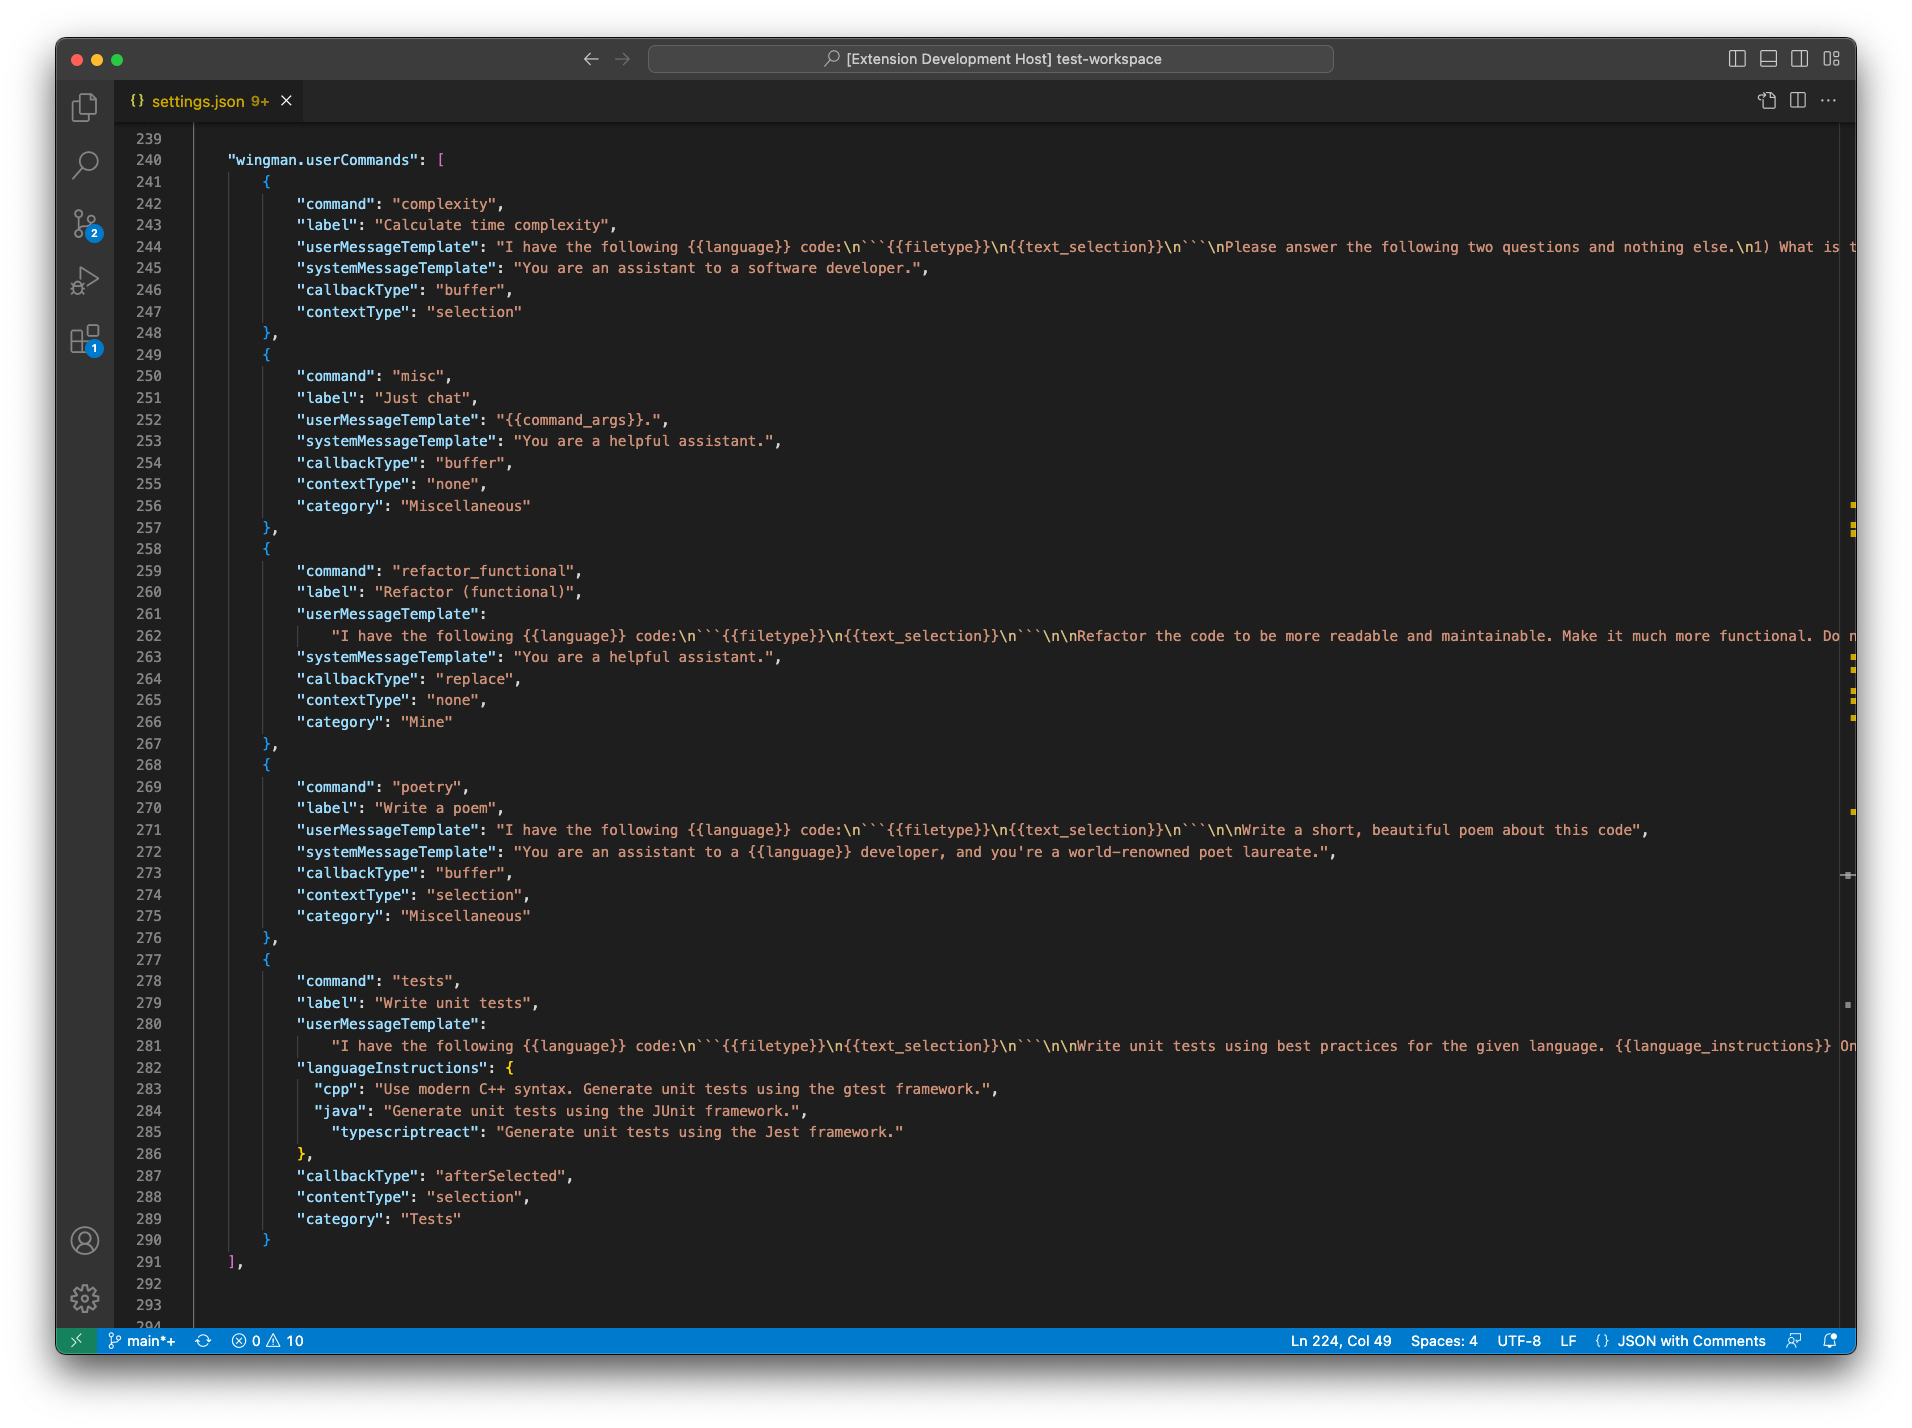 [Extension Development Host] test-workspace
{} settings.json 9+
239
240 "wingman.userCommands": [
241 {
242 "command": "complexity",
243 "label": "Calculate time complexity",
244 "userMessageTemplate": "I have the following {{language}} code:\n```{{filetype}}\n{{text_selection}}\n```\nPlease answer the following two questions and nothing else.\n1) What is t
245 "systemMessageTemplate": "You are an assistant to a software developer.",
246 "callbackType": "buffer",
247 "contextType": "selection"
248 },
249 {
250 "command": "misc",
251 "label": "Just chat",
252 "userMessageTemplate": "{{command_args}}.",
253 "systemMessageTemplate": "You are a helpful assistant.",
254 "callbackType": "buffer",
255 "contextType": "none",
256 "category": "Miscellaneous"
257 },
258 {
259 "command": "refactor_functional",
260 "label": "Refactor (functional)",
261 "userMessageTemplate":
262 "I have the following {{language}} code:\n```{{filetype}}\n{{text_selection}}\n```\n\nRefactor the code to be more readable and maintainable. Make it much more functional. Do n
263 "systemMessageTemplate": "You are a helpful assistant.",
264 "callbackType": "replace",
265 "contextType": "none",
266 "category": "Mine"
267 },
268 {
269 "command": "poetry",
270 "label": "Write a poem",
271 "userMessageTemplate": "I have the following {{language}} code:\n```{{filetype}}\n{{text_selection}}\n```\n\nWrite a short, beautiful poem about this code",
272 "systemMessageTemplate": "You are an assistant to a {{language}} developer, and you're a world-renowned poet laureate.",
273 "callbackType": "buffer",
274 "contextType": "selection",
275 "category": "Miscellaneous"
276 },
277 {
278 "command": "tests",
279 "label": "Write unit tests",
280 "userMessageTemplate":
281 "I have the following {{language}} code:\n```{{filetype}}\n{{text_selection}}\n```\n\nWrite unit tests using best practices for the given language. {{language_instructions}} On
282 "languageInstructions": {
283 "cpp": "Use modern C++ syntax. Generate unit tests using the gtest framework.",
284 "java": "Generate unit tests using the JUnit framework.",
285 "typescriptreact": "Generate unit tests using the Jest framework."
286 },
287 "callbackType": "afterSelected",
288 "contentType": "selection",
289 "category": "Tests"
290 }
291 ],
292
293
294
2
1
main*+ 0 10 Ln 224, Col 49 Spaces: 4 UTF-8 LF {} JSON with Comments